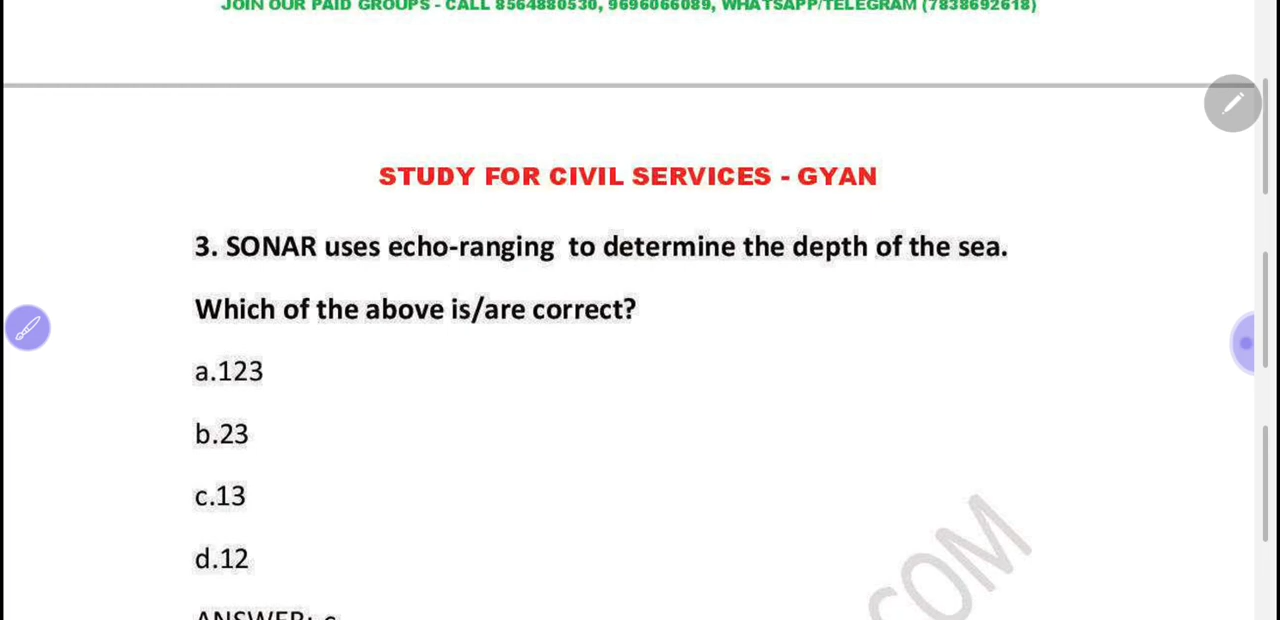 JOIN OUR PAID GROUPS - CALL 8564880530, 9696066089, WHATSAPP/TELEGRAM (7838692618)
STUDY FOR CIVIL SERVICES - GYAN
3. SONAR uses echo-ranging to determine the depth of the sea.
Which of the above is/are correct?
a.123
b.23
c.13
d.12
COM
ANSWER: c